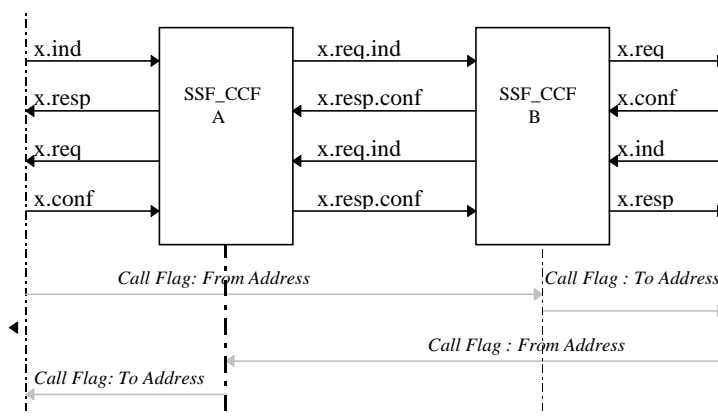 x.ind x.req.ind x.req
x.resp SSF_CCF x.resp.conf SSF_CCF x.conf
A B
x.req x.req.ind x.ind
x.conf x.resp.conf x.resp
Call Flag: From Address Call Flag : To Address
Call Flag : From Address
Call Flag: To Address